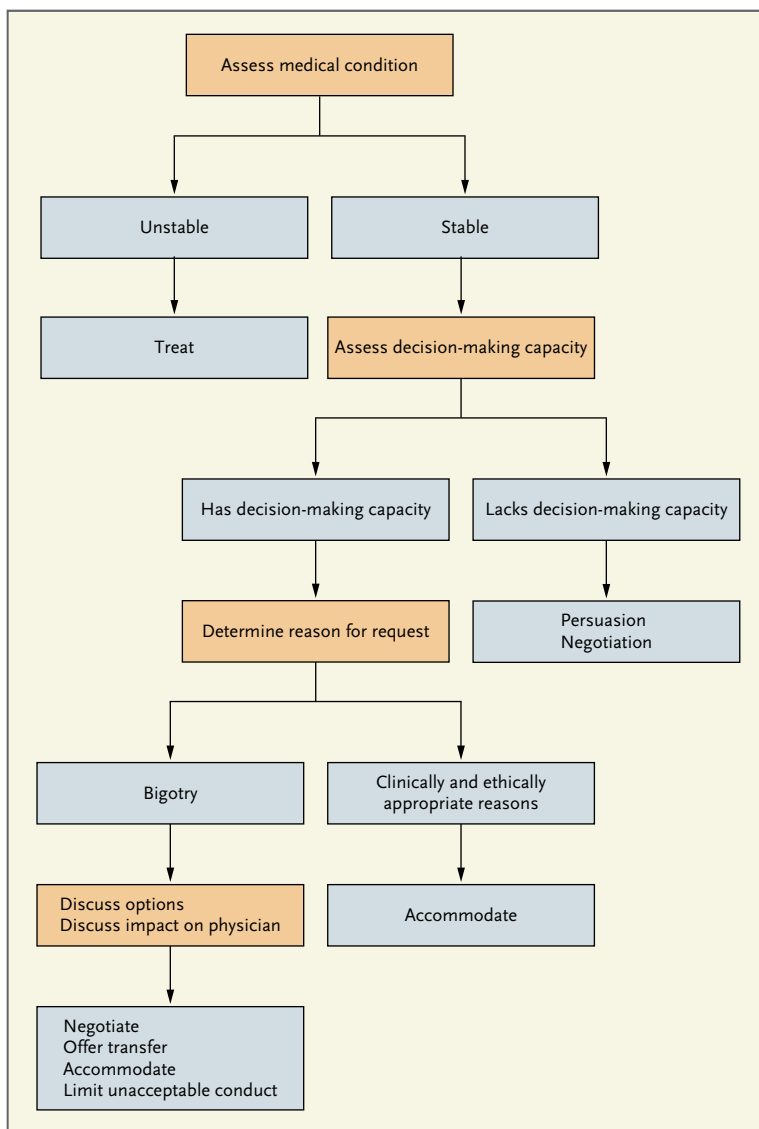 Assess medical condition
Unstable
Stable
Treat
Assess decision-making capacity
Has decision-making capacity
Lacks decision-making capacity
Determine reason for request
Persuasion
Negotiation
Bigotry
Clinically and ethically
appropriate reasons
Discuss options
Discuss impact on physician
Accommodate
Negotiate
Offer transfer
Accommodate
Limit unacceptable conduct